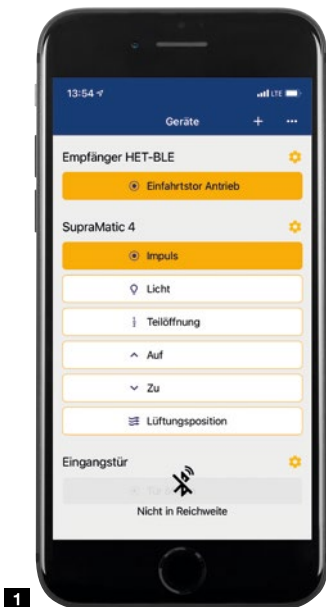 13:54
LTE
Geräte
Empfänger HET-BLE
Einfahrtstor Antrieb
SupraMatic 4
Impuls
Licht
Teilöffnung
Auf
Zu
Lüftungsposition
Eingangstür
Nicht in Reichweite
1